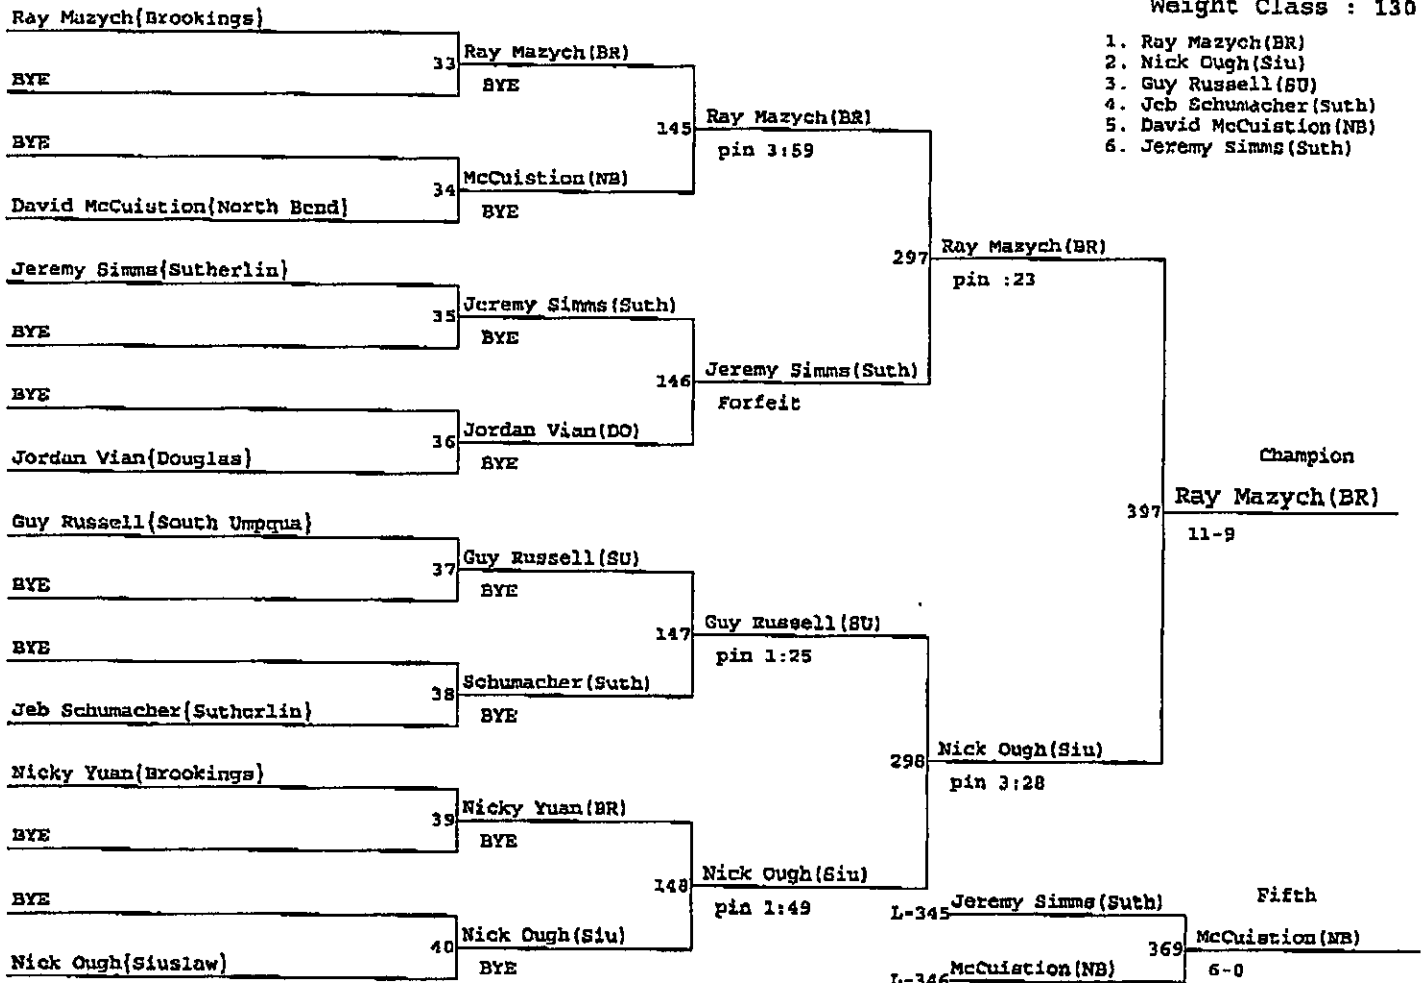 Weight Class : 130
1. Ray Mazych(BR)
2. Nick Ough(Siu)
3. Guy Russell(SU)
4. Jeb Schumacher(Suth)
5. David McCuistion(NB)
6. Jeremy Simms(Suth)
Ray Mazych{Brookings}
33 Ray Mazych(BR)
BYE
BYE
145 Ray Mazych(BR)
pin 3:59
BYE
34 McCuistion(NB)
David McCuistion{North Bend}
BYE
297 Ray Mazych(BR)
pin :23
Jeremy Simms{Sutherlin}
35 Jeremy Simms(Suth)
BYE
BYE
146 Jeremy Simms(Suth)
Forfeit
BYE
36 Jordan Vian(DO)
Jordan Vian{Douglas}
BYE
Champion
397 Ray Mazych(BR)
11-9
Guy Russell{South Umpqua}
37 Guy Russell(SU)
BYE
BYE
147 Guy Russell(SU)
pin 1:25
BYE
38 Schumacher(Suth)
Jeb Schumacher{Sutherlin}
BYE
298 Nick Ough(Siu)
pin 3:28
Nicky Yuan{Brookings}
39 Nicky Yuan(BR)
BYE
BYE
148 Nick Ough(Siu)
pin 1:49
BYE
40 Nick Ough(Siu)
Nick Ough{Siuslaw}
BYE
Fifth
L-345 Jeremy Simms(Suth)
369 McCuistion(NB)
6-0
L-346 McCuistion(NB)